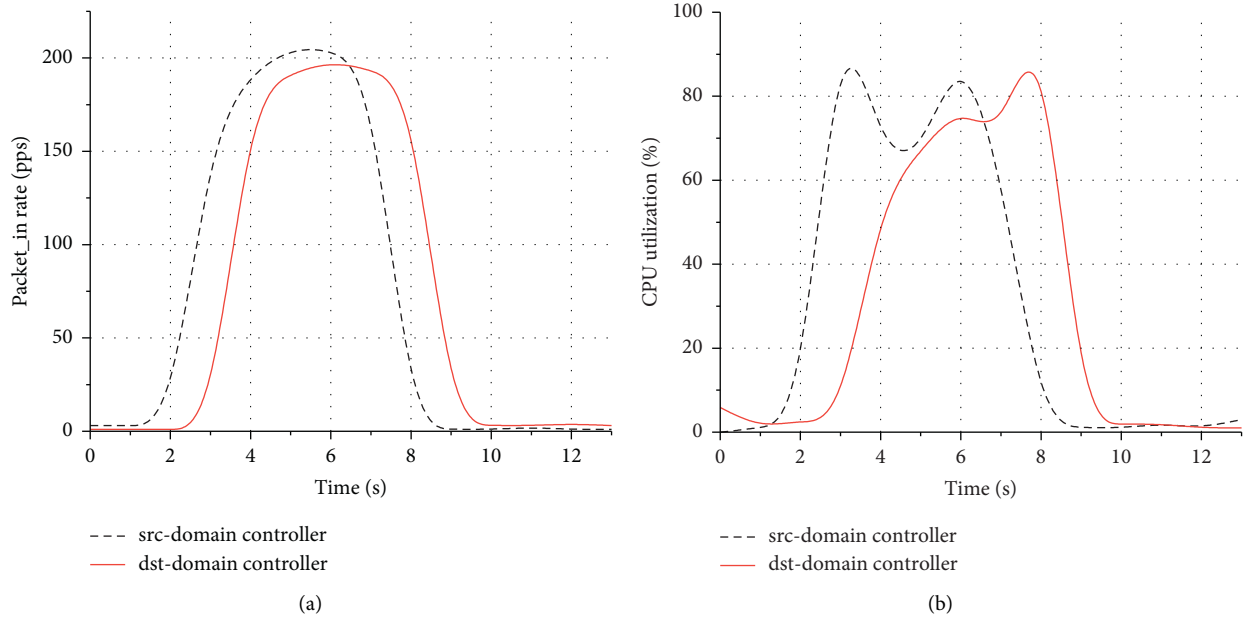 200
150
100
50
0
Packet_in rate (pps)
0 2 4 6 8 10 12
Time (s)
src-domain controller
dst-domain controller
(a)
100
80
60
40
20
0
CPU utilization (%)
0 2 4 6 8 10 12
Time (s)
src-domain controller
dst-domain controller
(b)